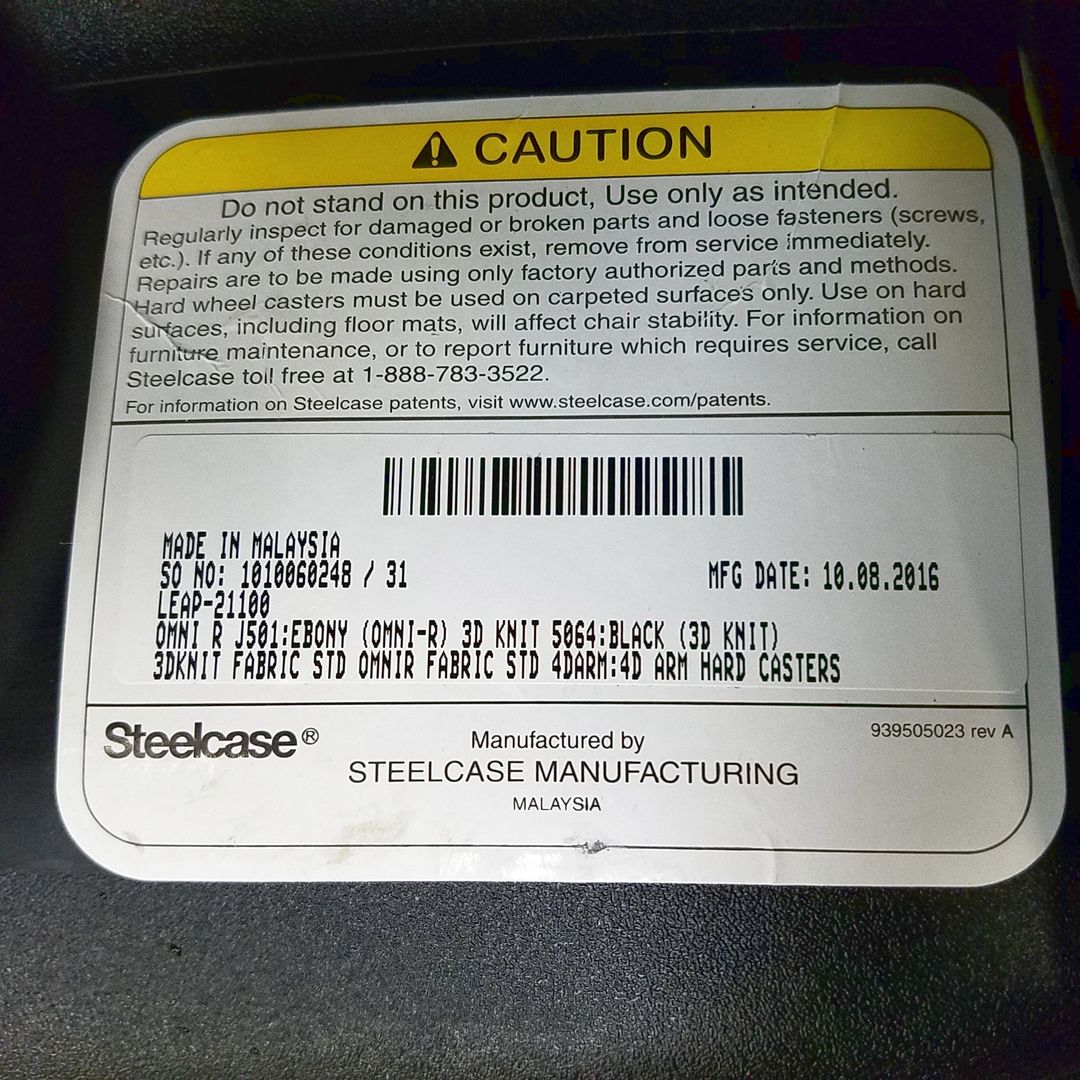 CAUTION
Do not stand on this product, Use only as intended.
Regularly inspect for damaged or broken parts and loose fasteners (screws,
etc.). If any of these conditions exist, remove from service immediately.
Repairs are to be made using only factory authorized parts and methods.
Hard wheel casters must be used on carpeted surfaces only. Use on hard
surfaces, including floor mats, will affect chair stability. For information on
furniture maintenance, or to report furniture which requires service, call
Steelcase toll free at 1-888-783-3522.
For information on Steelcase patents, visit www.steelcase.com/patents.
MADE IN MALAYSIA
SO NO: 1010060248 / 31 MFG DATE: 10.08.2016
LEAP-21100
OMNI R J501:EBONY (OMNI-R) 3D KNIT 5064:BLACK (3D KNIT)
3DKNIT FABRIC STD OMNIR FABRIC STD 4DARM:4D ARM HARD CASTERS
Steelcase® Manufactured by 939505023 rev A
STEELCASE MANUFACTURING
MALAYSIA